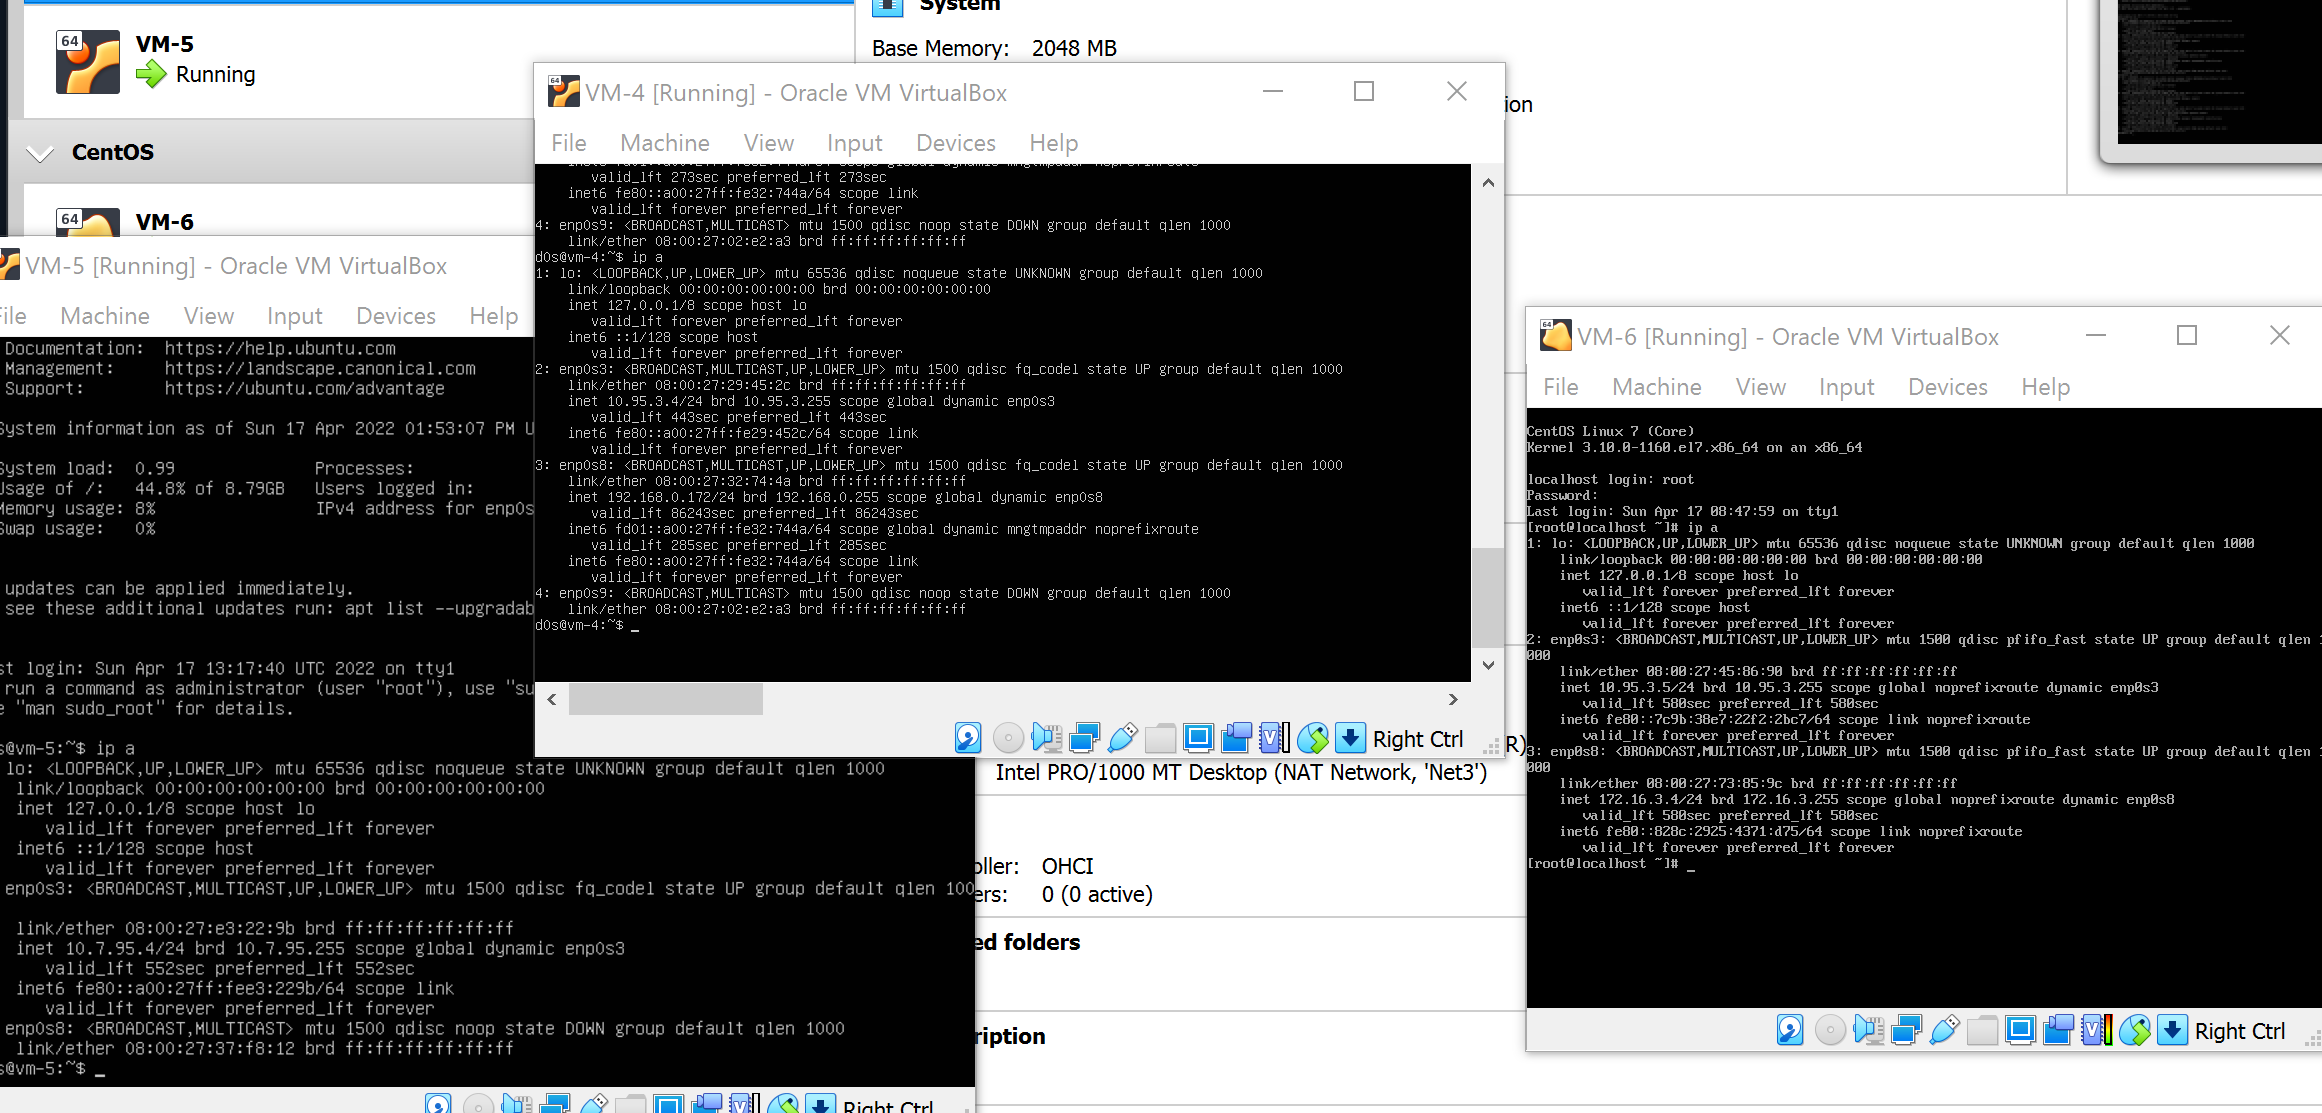 System
64
VM-5
Running
Base Memory: 2048 MB
ion
CentOS
64
VM-6
VM-4 [Running] - Oracle VM VirtualBox
File Machine View Input Devices Help
valid_lft 273sec preferred_lft 273sec
inet6 fe80::a00:27ff:fe32:744a/64 scope link
valid_lft forever preferred_lft forever
4: enp0s9: <BROADCAST,MULTICAST> mtu 1500 qdisc noop state DOWN group default qlen 1000
link/ether 08:00:27:02:e2:a3 brd ff:ff:ff:ff:ff:ff
d0s@vm-4:~$ ip a
1: lo: <LOOPBACK,UP,LOWER_UP> mtu 65536 qdisc noqueue state UNKNOWN group default qlen 1000
link/loopback 00:00:00:00:00:00 brd 00:00:00:00:00:00
inet 127.0.0.1/8 scope host lo
valid_lft forever preferred_lft forever
inet6 ::1/128 scope host
valid_lft forever preferred_lft forever
2: enp0s3: <BROADCAST,MULTICAST,UP,LOWER_UP> mtu 1500 qdisc fq_codel state UP group default qlen 1000
link/ether 08:00:27:29:45:2c brd ff:ff:ff:ff:ff:ff
inet 10.95.3.4/24 brd 10.95.3.255 scope global dynamic enp0s3
valid_lft 443sec preferred_lft 443sec
inet6 fe80::a00:27ff:fe29:452c/64 scope link
valid_lft forever preferred_lft forever
3: enp0s8: <BROADCAST,MULTICAST,UP,LOWER_UP> mtu 1500 qdisc fq_codel state UP group default qlen 1000
link/ether 08:00:27:32:74:4a brd ff:ff:ff:ff:ff:ff
inet 192.168.0.172/24 brd 192.168.0.255 scope global dynamic enp0s8
valid_lft 86243sec preferred_lft 86243sec
inet6 fd01::a00:27ff:fe32:744a/64 scope global dynamic mngtmpaddr noprefixroute
valid_lft 285sec preferred_lft 285sec
inet6 fe80::a00:27ff:fe32:744a/64 scope link
valid_lft forever preferred_lft forever
4: enp0s9: <BROADCAST,MULTICAST> mtu 1500 qdisc noop state DOWN group default qlen 1000
link/ether 08:00:27:02:e2:a3 brd ff:ff:ff:ff:ff:ff
d0s@vm-4:~$ _
Right Ctrl
VM-5 [Running] - Oracle VM VirtualBox
File Machine View Input Devices Help
Documentation: https://help.ubuntu.com
Management: https://landscape.canonical.com
Support: https://ubuntu.com/advantage
System information as of Sun 17 Apr 2022 01:53:07 PM U
System load: 0.99 Processes:
Usage of /: 44.8% of 8.79GB Users logged in:
Memory usage: 8% IPv4 address for enp0s
Swap usage: 0%
updates can be applied immediately.
see these additional updates run: apt list --upgradab
st login: Sun Apr 17 13:17:40 UTC 2022 on tty1
run a command as administrator (user "root"), use "su
e "man sudo_root" for details.
s@vm-5:~$ ip a
lo: <LOOPBACK,UP,LOWER_UP> mtu 65536 qdisc noqueue state UNKNOWN group default qlen 1000
link/loopback 00:00:00:00:00:00 brd 00:00:00:00:00:00
inet 127.0.0.1/8 scope host lo
valid_lft forever preferred_lft forever
inet6 ::1/128 scope host
valid_lft forever preferred_lft forever
enp0s3: <BROADCAST,MULTICAST,UP,LOWER_UP> mtu 1500 qdisc fq_codel state UP group default qlen 100
link/ether 08:00:27:e3:22:9b brd ff:ff:ff:ff:ff:ff
inet 10.7.95.4/24 brd 10.7.95.255 scope global dynamic enp0s3
valid_lft 552sec preferred_lft 552sec
inet6 fe80::a00:27ff:fee3:229b/64 scope link
valid_lft forever preferred_lft forever
enp0s8: <BROADCAST,MULTICAST> mtu 1500 qdisc noop state DOWN group default qlen 1000
link/ether 08:00:27:37:f8:12 brd ff:ff:ff:ff:ff:ff
s@vm-5:~$ _
Right Ctrl
R)
Intel PRO/1000 MT Desktop (NAT Network, 'Net3')
oller: OHCI
ers: 0 (0 active)
ed folders
ription
VM-6 [Running] - Oracle VM VirtualBox
File Machine View Input Devices Help
CentOS Linux 7 (Core)
Kernel 3.10.0-1160.el7.x86_64 on an x86_64
localhost login: root
Password:
Last login: Sun Apr 17 08:47:59 on tty1
[root@localhost ~]# ip a
1: lo: <LOOPBACK,UP,LOWER_UP> mtu 65536 qdisc noqueue state UNKNOWN group default qlen 1000
link/loopback 00:00:00:00:00:00 brd 00:00:00:00:00:00
inet 127.0.0.1/8 scope host lo
valid_lft forever preferred_lft forever
inet6 ::1/128 scope host
valid_lft forever preferred_lft forever
2: enp0s3: <BROADCAST,MULTICAST,UP,LOWER_UP> mtu 1500 qdisc pfifo_fast state UP group default qlen 1
000
link/ether 08:00:27:45:86:90 brd ff:ff:ff:ff:ff:ff
inet 10.95.3.5/24 brd 10.95.3.255 scope global noprefixroute dynamic enp0s3
valid_lft 580sec preferred_lft 580sec
inet6 fe80::7c9b:38e7:22f2:2bc7/64 scope link noprefixroute
valid_lft forever preferred_lft forever
3: enp0s8: <BROADCAST,MULTICAST,UP,LOWER_UP> mtu 1500 qdisc pfifo_fast state UP group default qlen 1
000
link/ether 08:00:27:73:85:9c brd ff:ff:ff:ff:ff:ff
inet 172.16.3.4/24 brd 172.16.3.255 scope global noprefixroute dynamic enp0s8
valid_lft 580sec preferred_lft 580sec
inet6 fe80::828c:2925:4371:d75/64 scope link noprefixroute
valid_lft forever preferred_lft forever
[root@localhost ~]# _
Right Ctrl